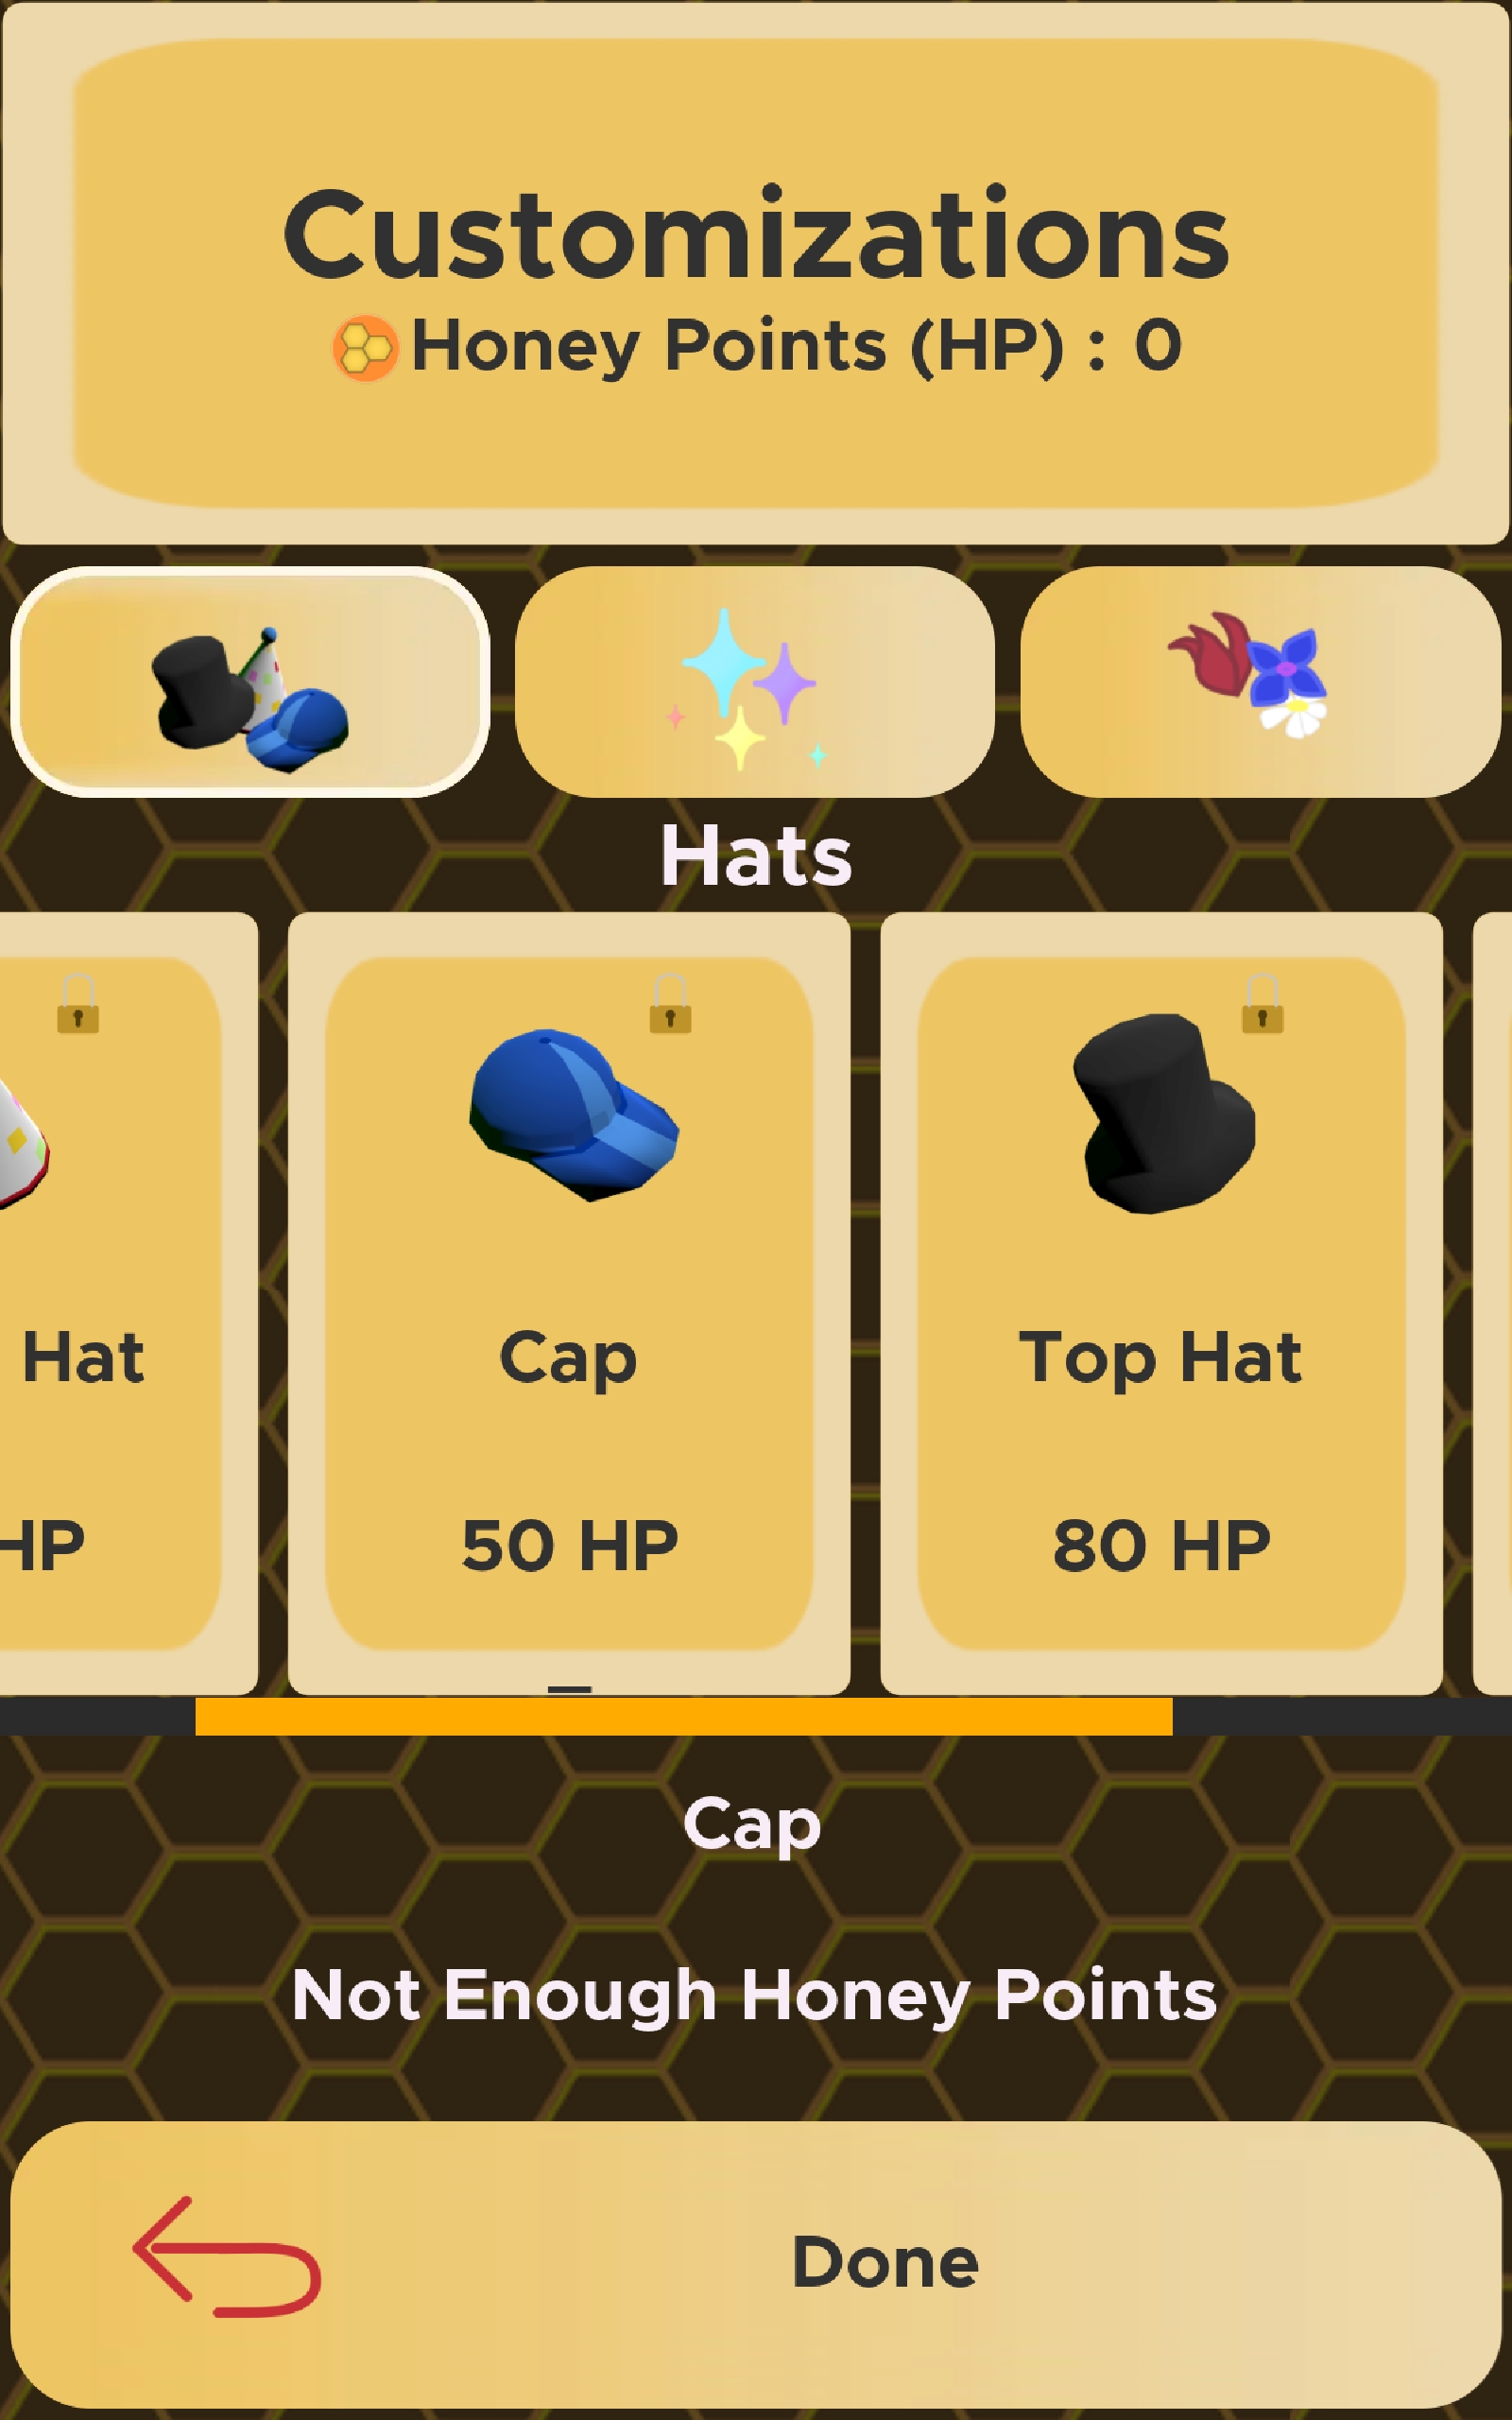 Customizations
Honey Points (HP) : 0
Hats
Hat
Cap
Top Hat
HP
50 HP
80 HP
Cap
Not Enough Honey Points
Done